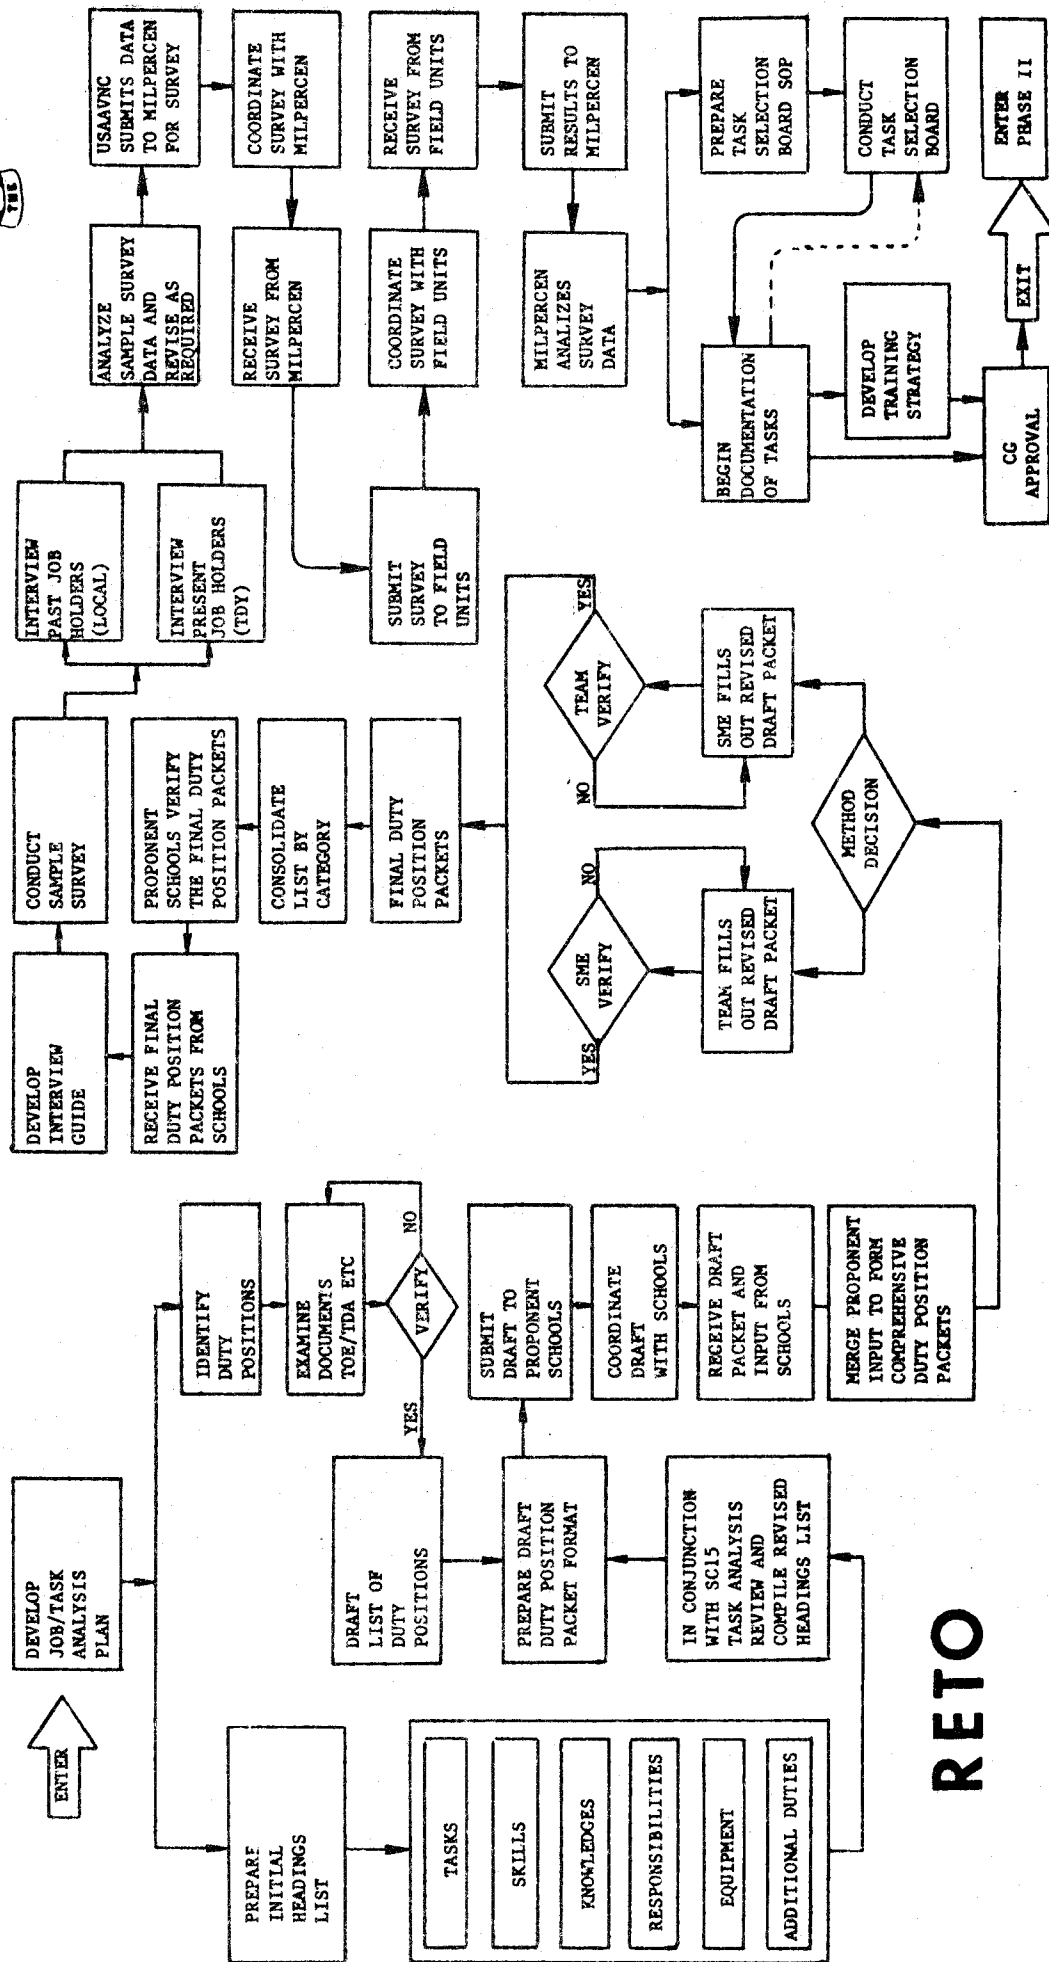 THE
ENTER
DEVELOP
JOB/TASK
ANALYSIS
PLAN
PREPARE
INITIAL
HEADINGS
LIST
TASKS
SKILLS
KNOWLEDGES
RESPONSIBILITIES
EQUIPMENT
ADDITIONAL DUTIES
IDENTIFY
DUTY
POSITIONS
EXAMINE
DOCUMENTS
TOE/TDA ETC
VERIFY
NO
YES
DRAFT
LIST OF
DUTY
POSITIONS
PREPARE DRAFT
DUTY POSITION
PACKET FORMAT
IN CONJUNCTION
WITH SC15
TASK ANALYSIS
REVIEW AND
COMPILE REVISED
HEADINGS LIST
SUBMIT
DRAFT TO
PROPONENT
SCHOOLS
COORDINATE
DRAFT
WITH SCHOOLS
RECEIVE DRAFT
PACKET AND
INPUT FROM
SCHOOLS
MERGE PROPONENT
INPUT TO FORM
COMPREHENSIVE
DUTY POSITION
PACKETS
METHOD
DECISION
TEAM FILLS
OUT REVISED
DRAFT PACKET
SME
VERIFY
YES
NO
SME FILLS
OUT REVISED
DRAFT PACKET
TEAM
VERIFY
NO
YES
FINAL DUTY
POSITION
PACKETS
CONSOLIDATE
LIST BY
CATEGORY
PROPONENT
SCHOOLS VERIFY
THE FINAL DUTY
POSITION PACKETS
RECEIVE FINAL
DUTY POSITION
PACKETS FROM
SCHOOLS
DEVELOP
INTERVIEW
GUIDE
CONDUCT
SAMPLE
SURVEY
INTERVIEW
PAST JOB
HOLDERS
(LOCAL)
INTERVIEW
PRESENT
JOB HOLDERS
(TDY)
ANALYZE
SAMPLE SURVEY
DATA AND
REVISE AS
REQUIRED
USAAVNC
SUBMITS DATA
TO MILPERCEN
FOR SURVEY
COORDINATE
SURVEY WITH
MILPERCEN
RECEIVE
SURVEY FROM
MILPERCEN
SUBMIT
SURVEY
TO FIELD
UNITS
COORDINATE
SURVEY WITH
FIELD UNITS
RECEIVE
SURVEY FROM
FIELD UNITS
SUBMIT
RESULTS TO
MILPERCEN
MILPERCEN
ANALIZES
SURVEY
DATA
PREPARE
TASK
SELECTION
BOARD SOP
CONDUCT
TASK
SELECTION
BOARD
BEGIN
DOCUMENTATION
OF TASKS
DEVELOP
TRAINING
STRATEGY
CG
APPROVAL
EXIT
ENTER
PHASE II
RETO